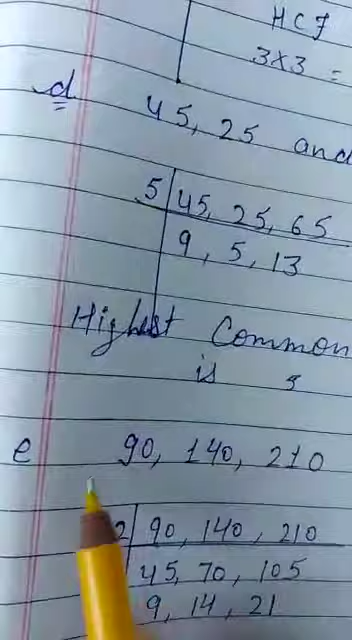 HCF
3x3 =
d 45, 25 and
5 45, 25, 65
9, 5, 13
Highest Common
is 5
e 90, 140, 210
2 90, 140, 210
45, 70, 105
9, 14, 21